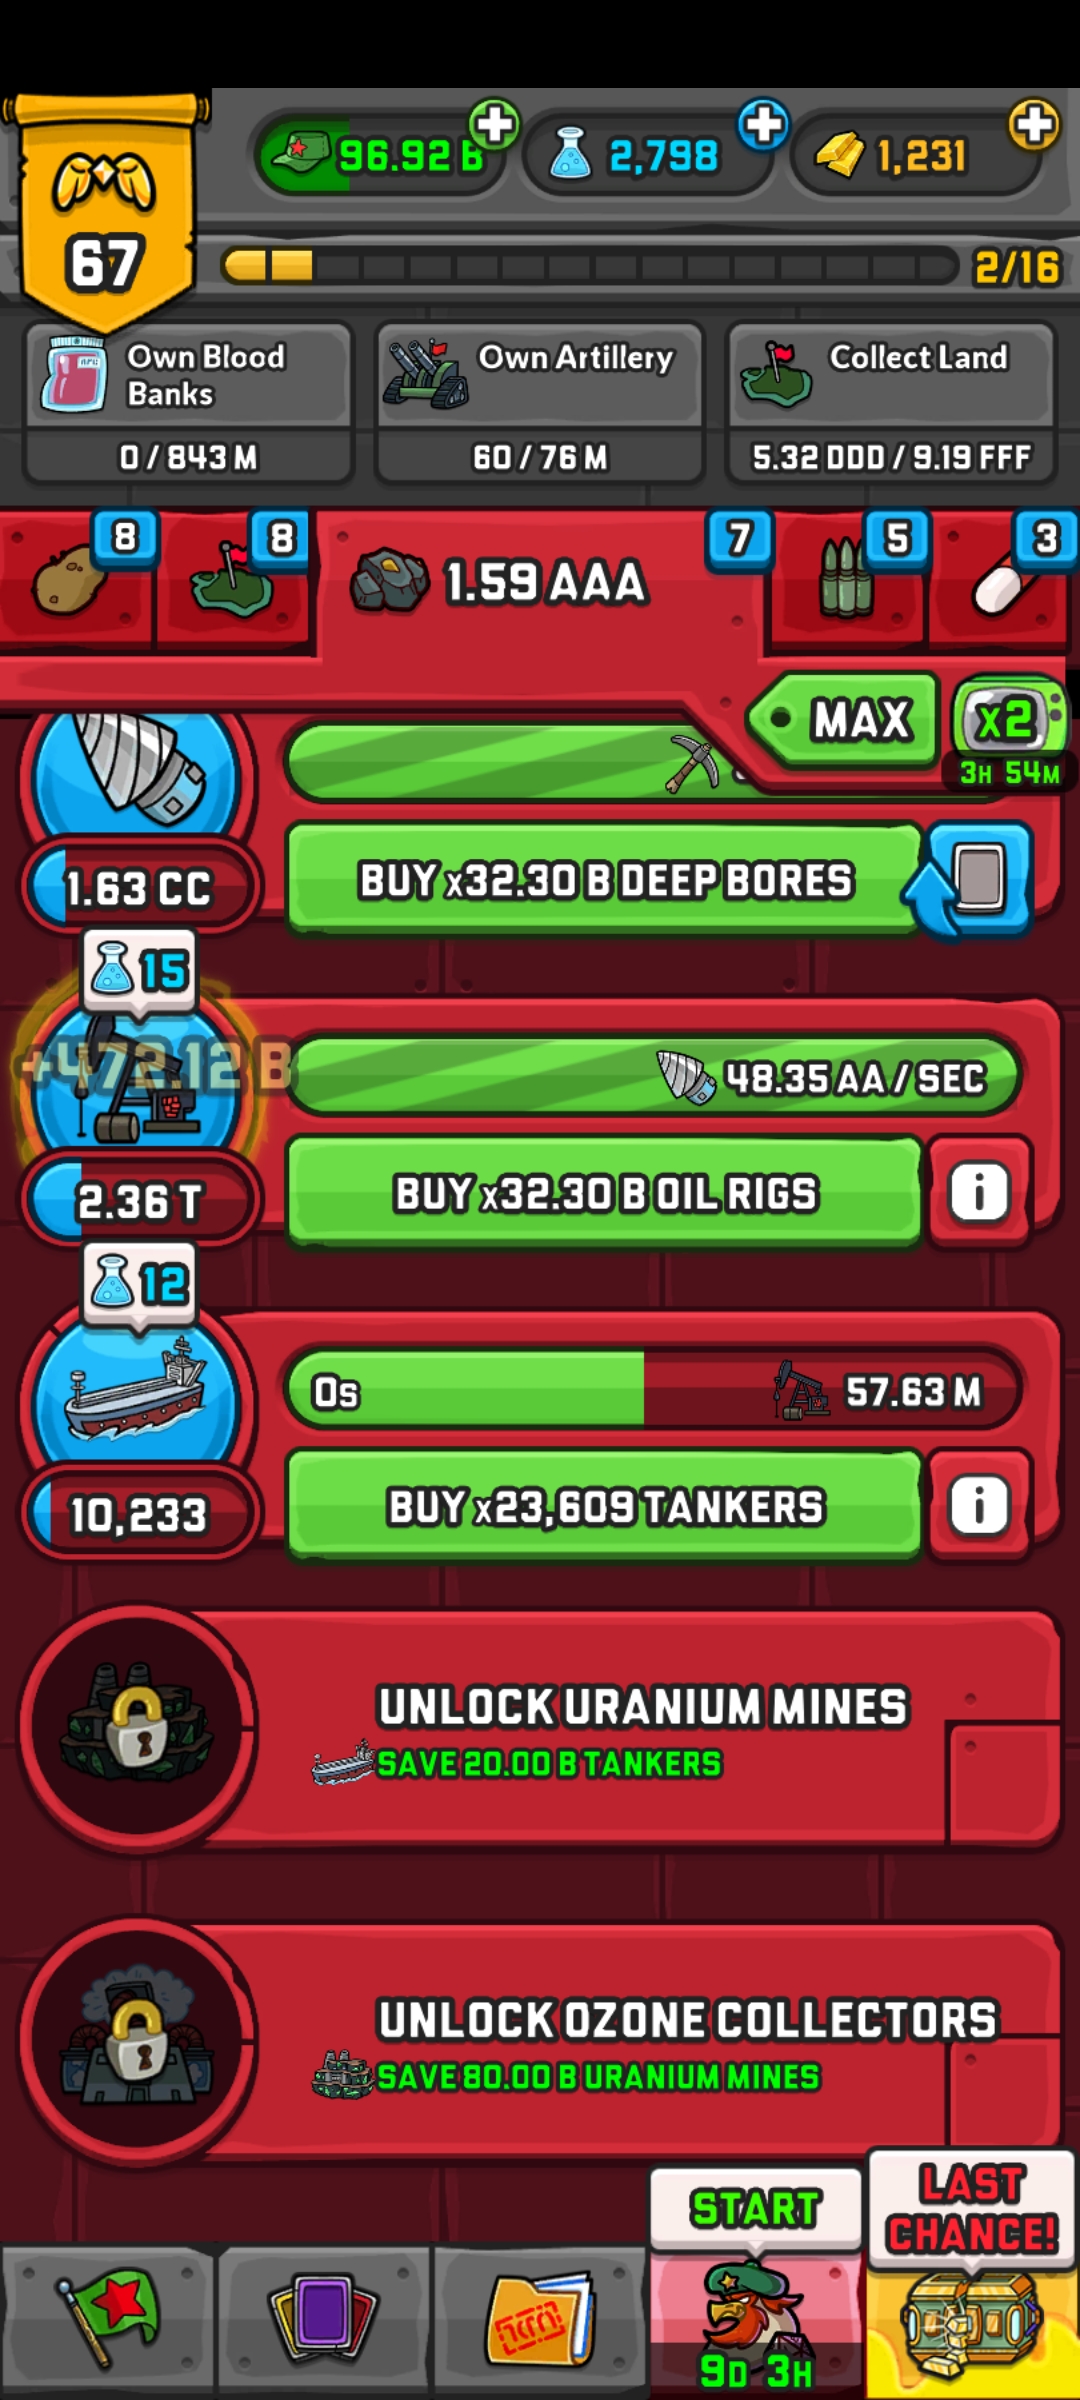 96.92 B
2,798
1,231
67
2/16
Own Blood
Banks
0 / 843 M
Own Artillery
60 / 76 M
Collect Land
5.32 DDD / 9.19 FFF
8
8
1.59 AAA
7
5
3
MAX
x2
3H 54M
1.63 CC
BUY x32.30 B DEEP BORES
15
+472.12 B
48.35 AA / SEC
2.36 T
BUY x32.30 B OIL RIGS
12
0s
57.63 M
10,233
BUY x23,609 TANKERS
UNLOCK URANIUM MINES
SAVE 20.00 B TANKERS
UNLOCK OZONE COLLECTORS
SAVE 80.00 B URANIUM MINES
START
LAST
CHANCE!
9D 3H